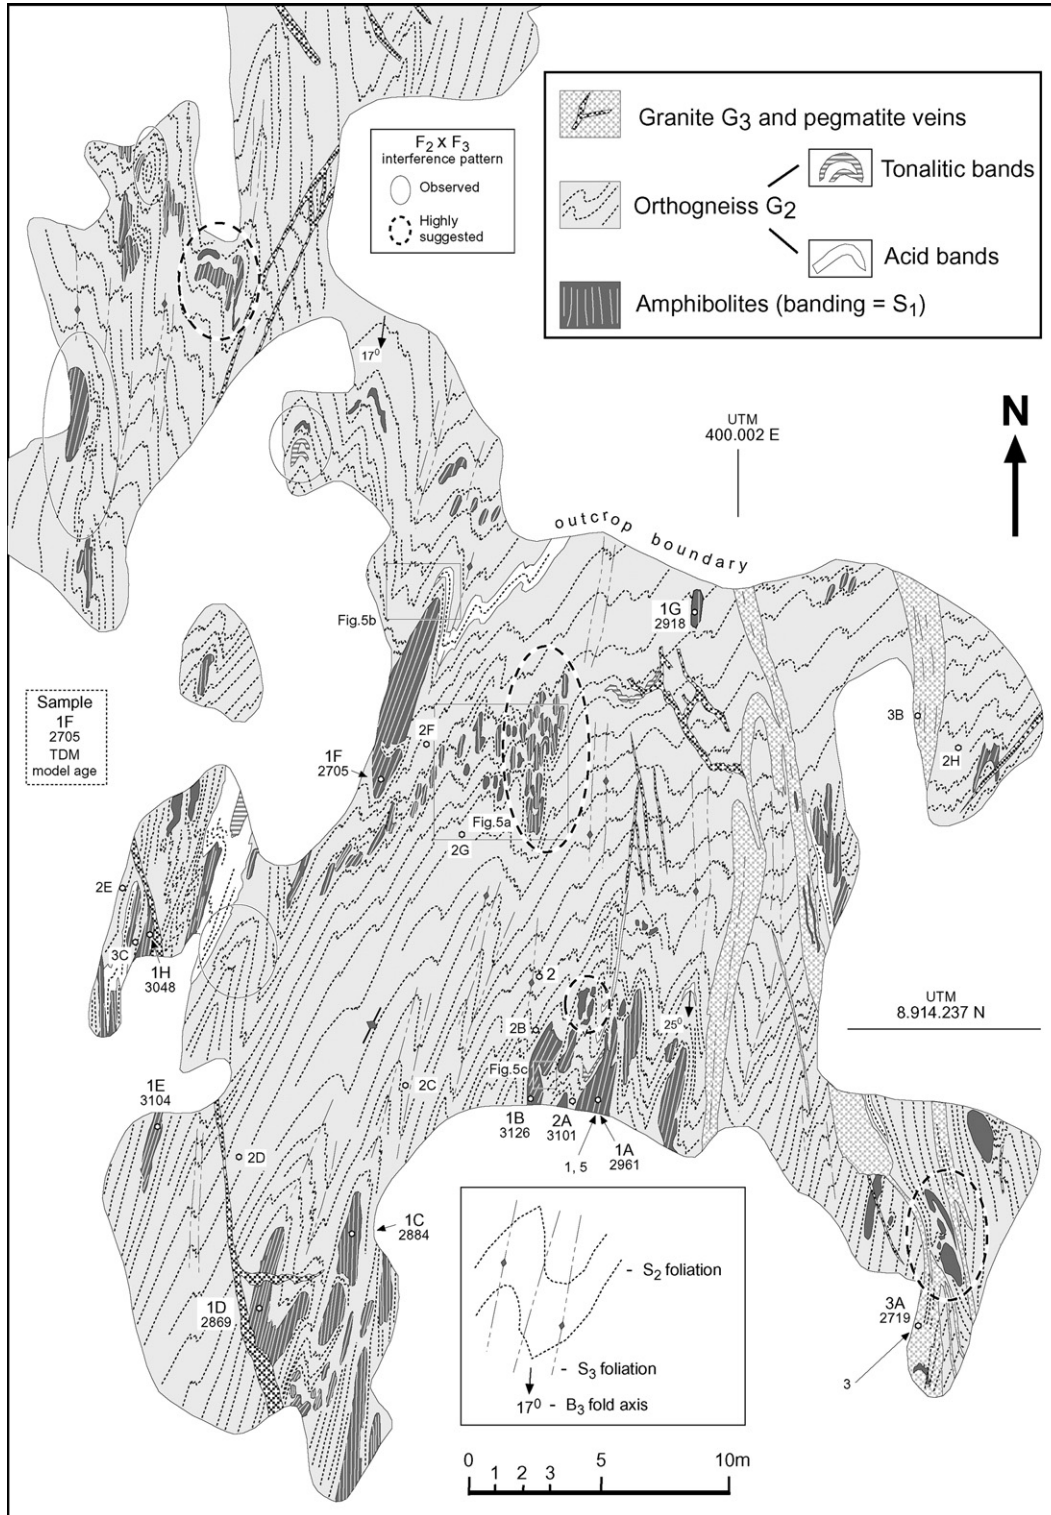 F2 x F3
interference pattern
Observed
Highly
suggested
Granite G3 and pegmatite veins
Orthogneiss G2
Tonalitic bands
Acid bands
Amphibolites (banding = S1)
17⁰
UTM
400.002 E
N
outcrop boundary
Fig.5b
1G
2918
Sample
1F
2705
TDM
model age
2F
1F
2705
Fig.5a
2G
3B
2H
2E
3C
1H
3048
2
2B
25⁰
UTM
8.914.237 N
Fig.5c
2C
1E
3104
1B
3126
2A
3101
1A
2961
1, 5
2D
1C
2884
1D
2869
- S2 foliation
- S3 foliation
17⁰ - B3 fold axis
3A
2719
3
0 1 2 3 5 10m